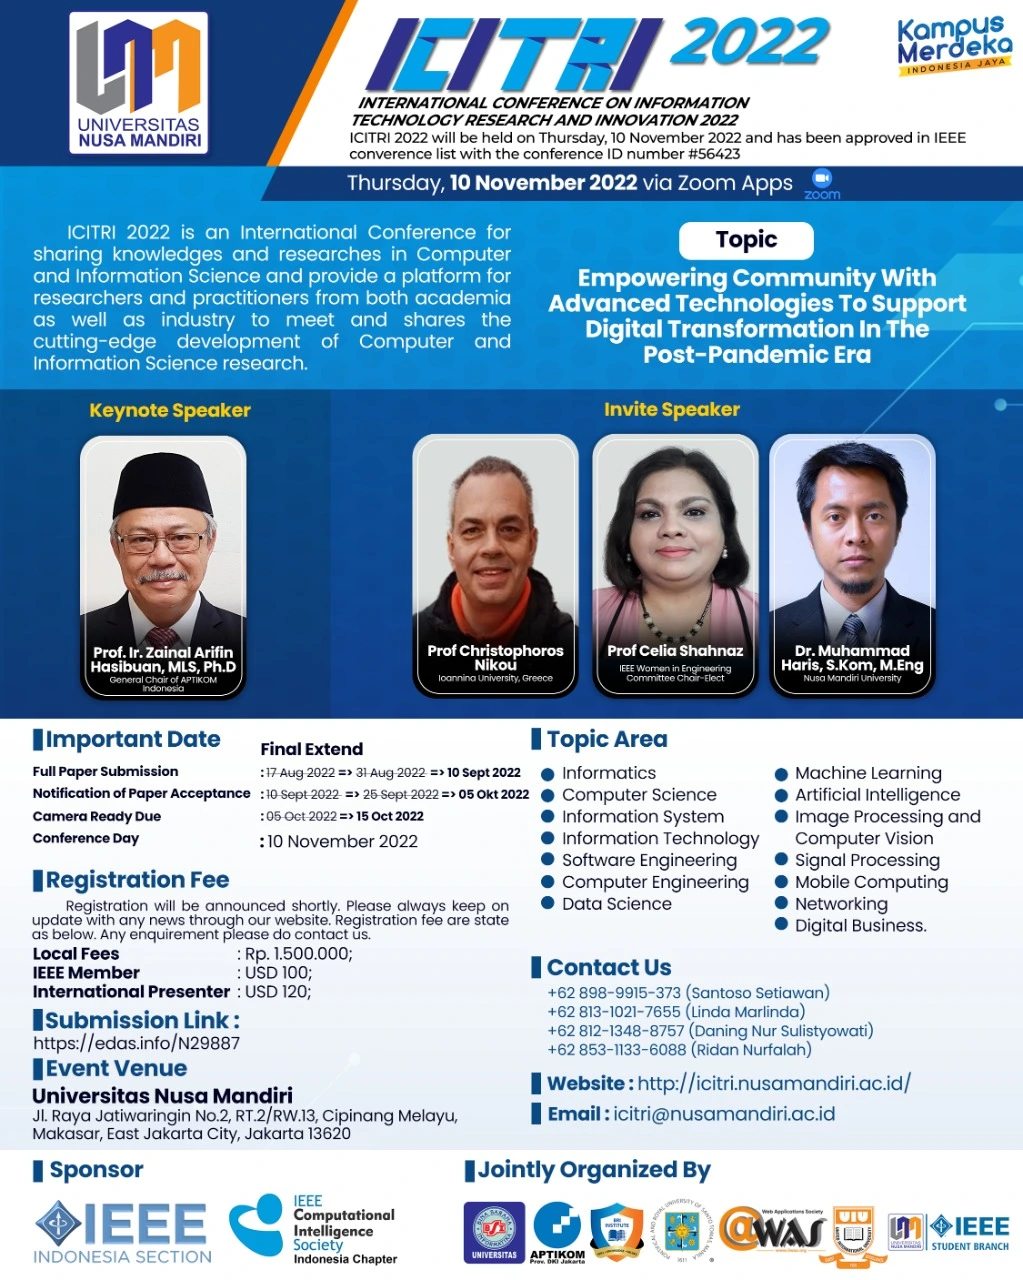 UNIVERSITAS
NUSA MANDIRI
ICITRI 2022
INTERNATIONAL CONFERENCE ON INFORMATION
TECHNOLOGY RESEARCH AND INNOVATION 2022
ICITRI 2022 will be held on Thursday, 10 November 2022 and has been approved in IEEE
converence list with the conference ID number #56423
Kampus
Merdeka
INDONESIA JAYA
Thursday, 10 November 2022 via Zoom Apps
zoom
ICITRI 2022 is an International Conference for
sharing knowledges and researches in Computer
and Information Science and provide a platform for
researchers and practitioners from both academia
as well as industry to meet and shares the
cutting-edge development of Computer and
Information Science research.
Topic
Empowering Community With
Advanced Technologies To Support
Digital Transformation In The
Post-Pandemic Era
Keynote Speaker
Prof. Ir. Zainal Arifin
Hasibuan, MLS, Ph.D
General Chair of APTIKOM
Indonesia
Invite Speaker
Prof Christophoros
Nikou
Ioannina University, Greece
Prof Celia Shahnaz
IEEE Women in Engineering
Committee Chair-Elect
Dr. Muhammad
Haris, S.Kom, M.Eng
Nusa Mandiri University
Important Date
Final Extend
Full Paper Submission : 17 Aug 2022 => 31 Aug 2022 => 10 Sept 2022
Notification of Paper Acceptance : 10 Sept 2022 => 25 Sept 2022 => 05 Okt 2022
Camera Ready Due : 05 Oct 2022 => 15 Oct 2022
Conference Day : 10 November 2022
Registration Fee
Registration will be announced shortly. Please always keep on
update with any news through our website. Registration fee are state
as below. Any enquirement please do contact us.
Local Fees : Rp. 1.500.000;
IEEE Member : USD 100;
International Presenter : USD 120;
Submission Link :
https://edas.info/N29887
Event Venue
Universitas Nusa Mandiri
Jl. Raya Jatiwaringin No.2, RT.2/RW.13, Cipinang Melayu,
Makasar, East Jakarta City, Jakarta 13620
Topic Area
Informatics
Computer Science
Information System
Information Technology
Software Engineering
Computer Engineering
Data Science
Machine Learning
Artificial Intelligence
Image Processing and
Computer Vision
Signal Processing
Mobile Computing
Networking
Digital Business.
Contact Us
+62 898-9915-373 (Santoso Setiawan)
+62 813-1021-7655 (Linda Marlinda)
+62 812-1348-8757 (Daning Nur Sulistyowati)
+62 853-1133-6088 (Ridan Nurfalah)
Website : http://icitri.nusamandiri.ac.id/
Email : icitri@nusamandiri.ac.id
Sponsor
IEEE
INDONESIA SECTION
IEEE
Computational
Intelligence
Society
Indonesia Chapter
Jointly Organized By
BINA SARANA
INFORMATIKA
UNIVERSITAS
APTIKOM
Prov. DKI Jakarta
BRI
INSTITUTE
Web Applications Society
@WAS
UIU
UNIVERSITAS
NUSA MANDIRI
IEEE
STUDENT BRANCH